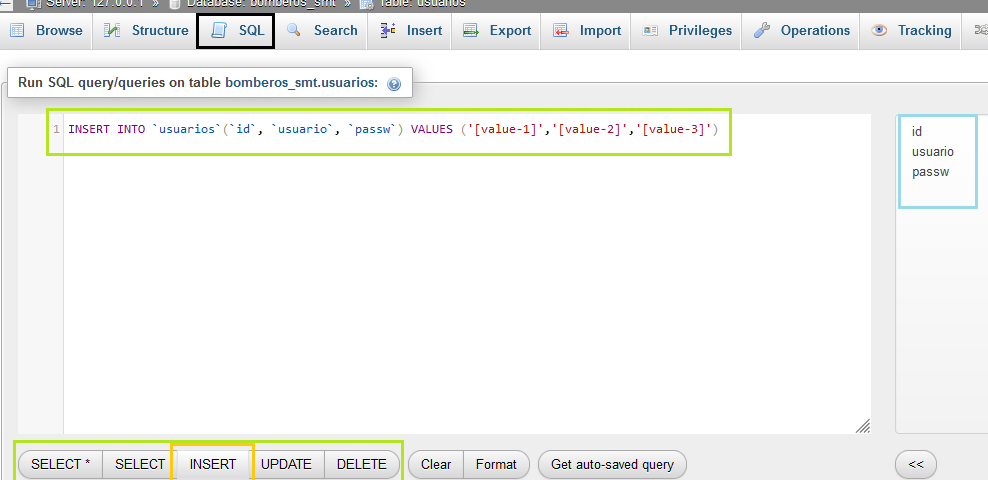 Server: 127.0.0.1 » Database: bomberos_smt » Table: usuarios
Browse Structure SQL Search Insert Export Import Privileges Operations Tracking
Run SQL query/queries on table bomberos_smt.usuarios:
1 INSERT INTO `usuarios`(`id`, `usuario`, `passw`) VALUES ('[value-1]','[value-2]','[value-3]')
id
usuario
passw
SELECT * SELECT INSERT UPDATE DELETE Clear Format Get auto-saved query <<